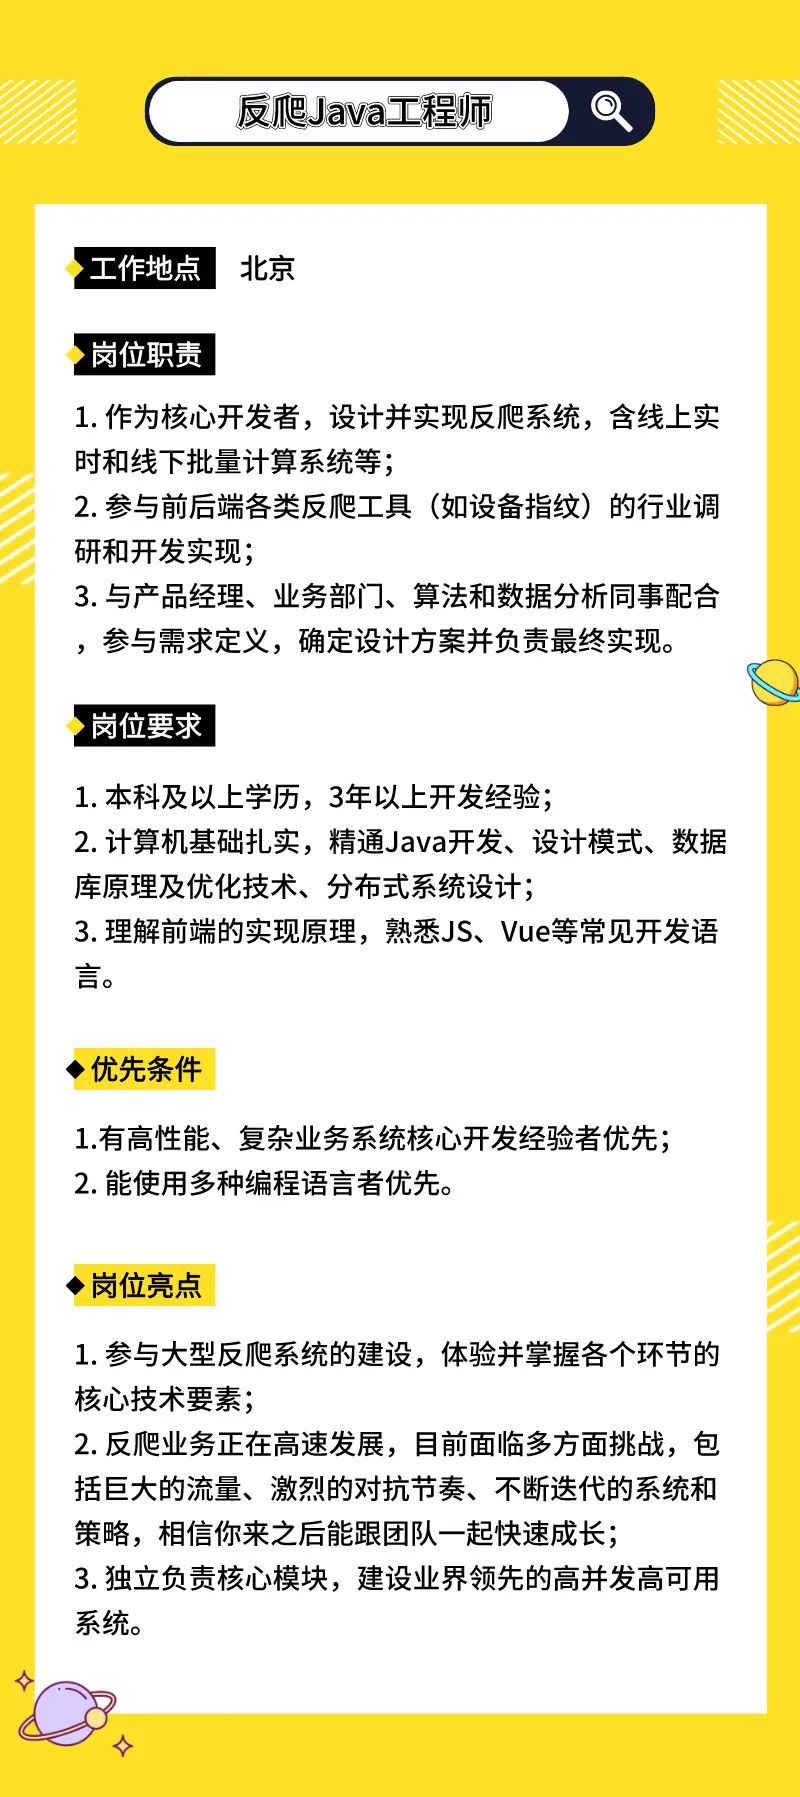 反爬Java工程师
工作地点 北京
岗位职责
1. 作为核心开发者，设计并实现反爬系统，含线上实
时和线下批量计算系统等；
2. 参与前后端各类反爬工具（如设备指纹）的行业调
研和开发实现；
3. 与产品经理、业务部门、算法和数据分析同事配合
，参与需求定义，确定设计方案并负责最终实现。
岗位要求
1. 本科及以上学历，3年以上开发经验；
2. 计算机基础扎实，精通Java开发、设计模式、数据
库原理及优化技术、分布式系统设计；
3. 理解前端的实现原理，熟悉JS、Vue等常见开发语
言。
优先条件
1.有高性能、复杂业务系统核心开发经验者优先；
2. 能使用多种编程语言者优先。
岗位亮点
1. 参与大型反爬系统的建设，体验并掌握各个环节的
核心技术要素；
2. 反爬业务正在高速发展，目前面临多方面挑战，包
括巨大的流量、激烈的对抗节奏、不断迭代的系统和
策略，相信你来之后能跟团队一起快速成长；
3. 独立负责核心模块，建设业界领先的高并发高可用
系统。